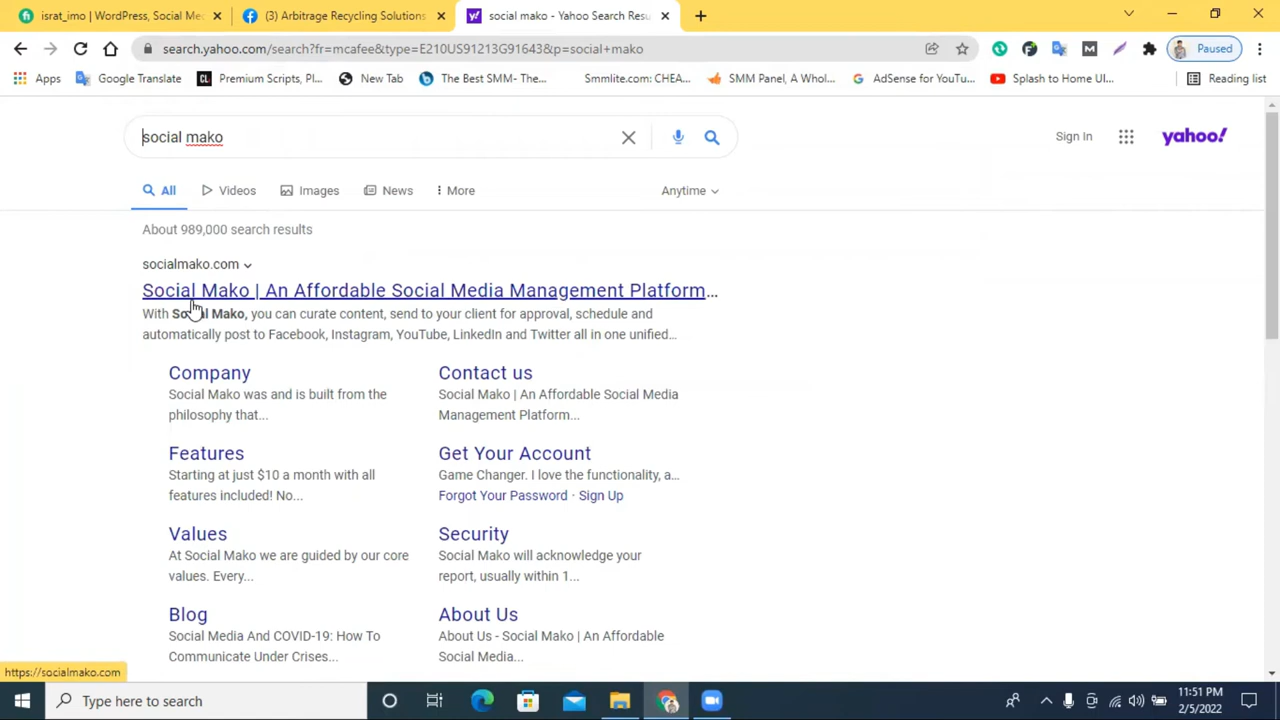 israt_imo | WordPress, Social Me
(3) Arbitrage Recycling Solutions
social mako - Yahoo Search Resu
search.yahoo.com/search?fr=mcafee&type=E210US91213G91643&p=social+mako
Paused
Apps
Google Translate
Premium Scripts, Pl...
New Tab
The Best SMM- The...
Smmlite.com: CHEA...
SMM Panel, A Whol...
AdSense for YouTu...
Splash to Home UI...
Reading list
social mako
Sign In
yahoo!
All
Videos
Images
News
More
Anytime
About 989,000 search results
socialmako.com
Social Mako | An Affordable Social Media Management Platform...
With Social Mako, you can curate content, send to your client for approval, schedule and
automatically post to Facebook, Instagram, YouTube, LinkedIn and Twitter all in one unified...
Company
Social Mako was and is built from the
philosophy that...
Contact us
Social Mako | An Affordable Social Media
Management Platform...
Features
Starting at just $10 a month with all
features included! No...
Get Your Account
Game Changer. I love the functionality, a...
Forgot Your Password · Sign Up
Values
At Social Mako we are guided by our core
values. Every...
Security
Social Mako will acknowledge your
report, usually within 1...
Blog
Social Media And COVID-19: How To
Communicate Under Crises...
About Us
About Us - Social Mako | An Affordable
Social Media...
https://socialmako.com
Type here to search
11:51 PM
2/5/2022